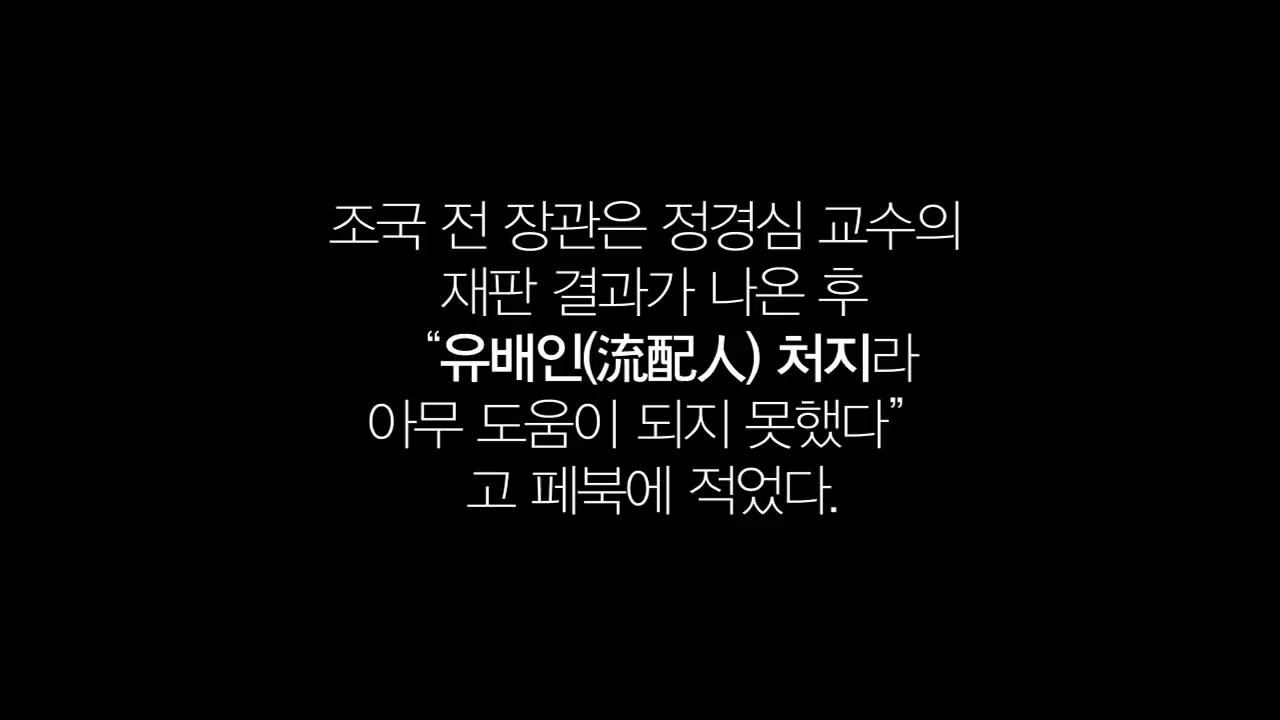 조국 전 장관은 정경심 교수의
재판 결과가 나온 후
“유배인(流配人) 처지라
아무 도움이 되지 못했다”
고 페북에 적었다.